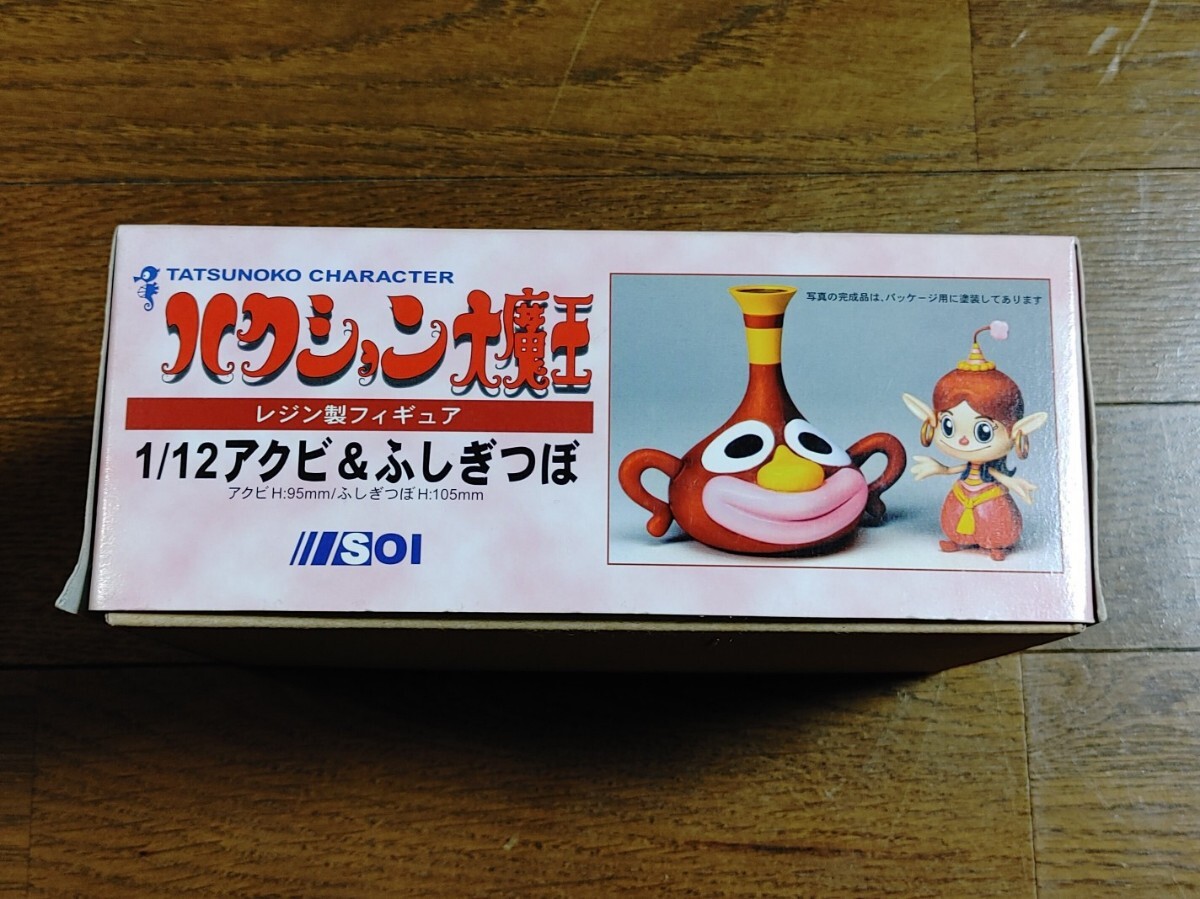 TATSUNOKO CHARACTER
ハクション大魔王
レジン製フィギュア
1/12アクビ&ふしぎつぼ
アクビH:95mm/ふしぎつぼH:105mm
SOI
写真の完成品は、パッケージ用に塗装してあります